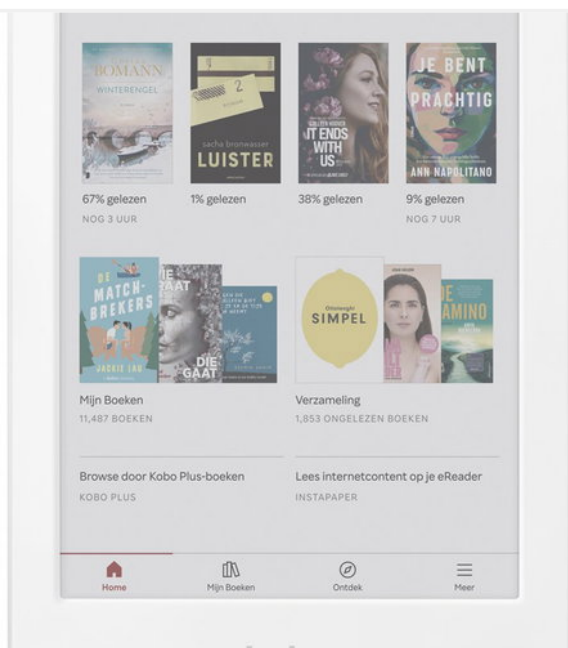 BOMANN
WINTERENGEL
2
sacha bronwasser
LUISTER
COLLEEN HOOVER
IT ENDS
WITH
US
JE BENT
PRACHTIG
ANN NAPOLITANO
67% gelezen
NOG 3 UUR
1% gelezen
38% gelezen
9% gelezen
NOG 7 UUR
DE
MATCH-
BREKERS
JACKIE LAU
DIE
GAAT
Ottolenghi
SIMPEL
AMINO
Mijn Boeken
11,487 BOEKEN
Verzameling
1,853 ONGELEZEN BOEKEN
Browse door Kobo Plus-boeken
KOBO PLUS
Lees internetcontent op je eReader
INSTAPAPER
Home
Mijn Boeken
Ontdek
Meer